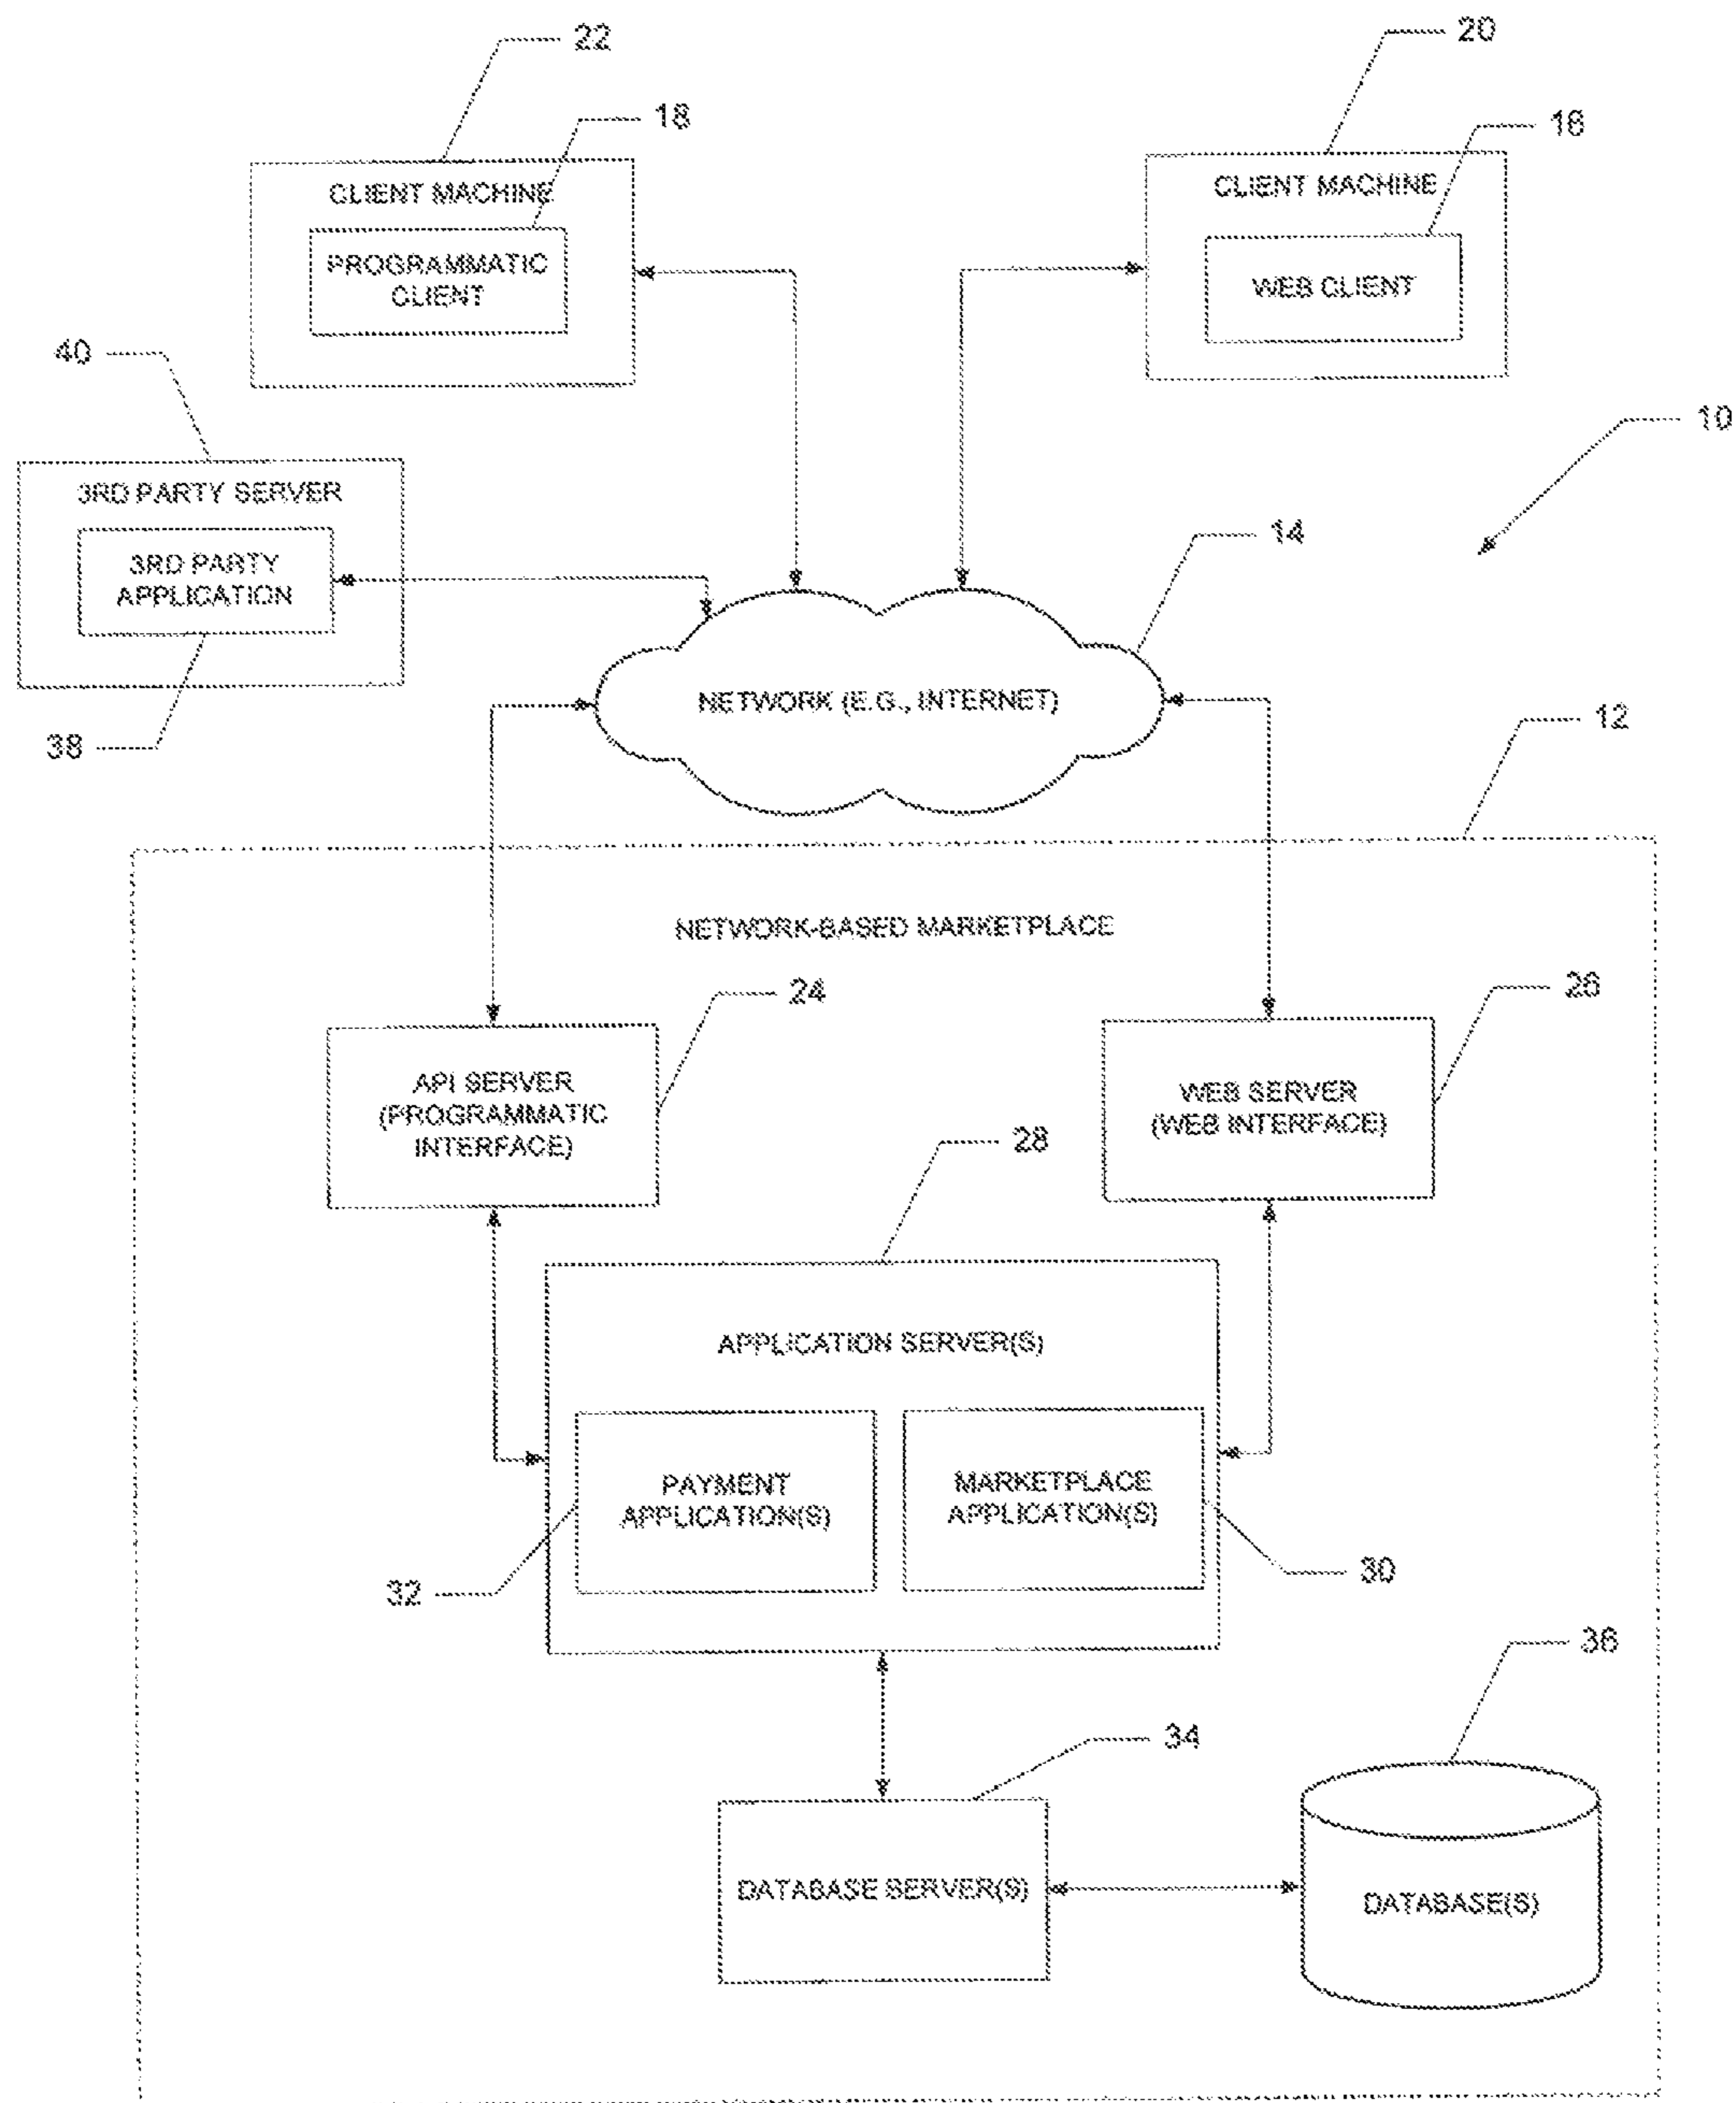 22
20
18
16
CLIENT MACHINE
CLIENT MACHINE
PROGRAMMATIC
CLIENT
WEB CLIENT
40
10
3RD PARTY SERVER
3RD PARTY
APPLICATION
14
38
NETWORK (E.G., INTERNET)
12
NETWORK-BASED MARKETPLACE
24
26
API SERVER
(PROGRAMMATIC
INTERFACE)
WEB SERVER
(WEB INTERFACE)
28
APPLICATION SERVER(S)
PAYMENT
APPLICATION(S)
MARKETPLACE
APPLICATION(S)
32
30
36
34
DATABASE SERVER(S)
DATABASE(S)